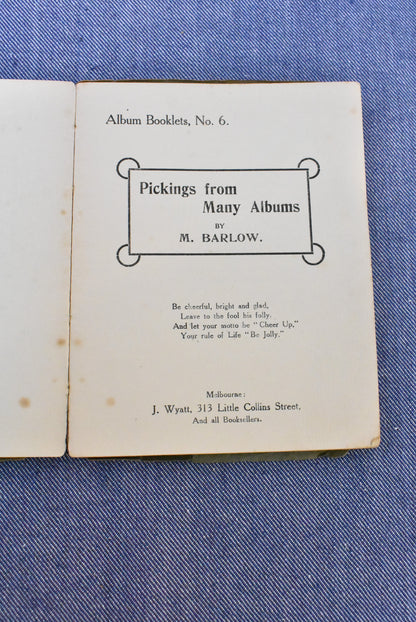 Album Booklets, No. 6.
Pickings from
Many Albums
BY
M. BARLOW.
Be cheerful, bright and glad,
Leave to the fool his folly.
And let your motto be "Cheer Up,"
Your rule of Life "Be Jolly."
Melbourne:
J. Wyatt, 313 Little Collins Street,
And all Booksellers.